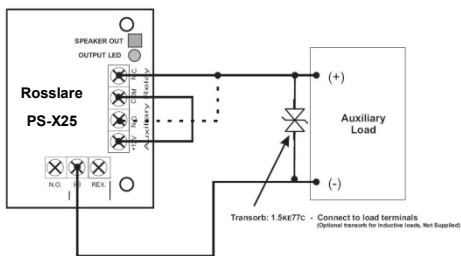 SPEAKER OUT
OUTPUT LED
Rosslare
PS-X25
N.C.
COM
N.O.
+12V
Auxiliary Relay
N.O.
(-)
REX.
(+)
Auxiliary
Load
(-)
Transorb: 1.5KE77C - Connect to load terminals
(Optional transorb for inductive loads, Not Supplied)